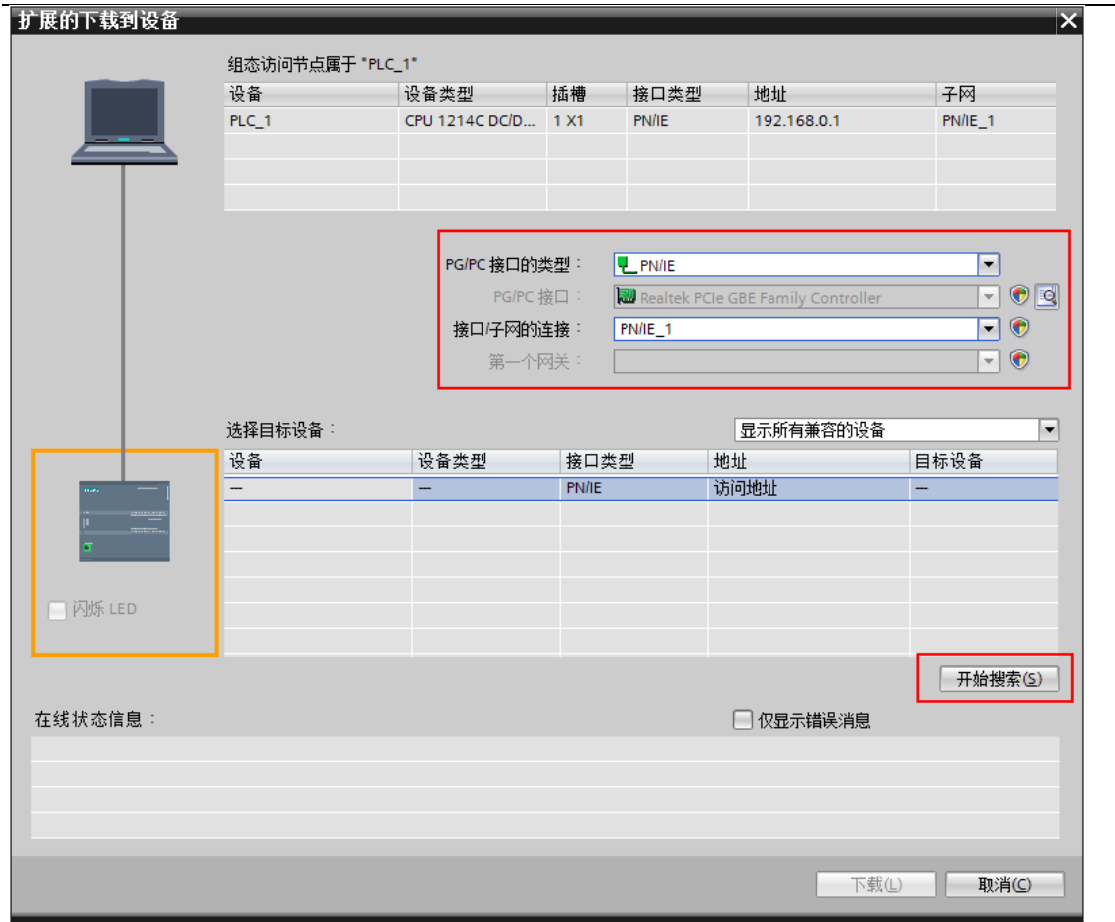 扩展的下载到设备
组态访问节点属于 "PLC_1"
设备 设备类型 插槽 接口类型 地址 子网
PLC_1 CPU 1214C DC/D... 1 X1 PN/IE 192.168.0.1 PN/IE_1
PG/PC 接口的类型： PN/IE
PG/PC 接口： Realtek PCIe GBE Family Controller
接口/子网的连接： PN/IE_1
第一个网关：
选择目标设备： 显示所有兼容的设备
设备 设备类型 接口类型 地址 目标设备
— — PN/IE 访问地址 —
闪烁 LED
开始搜索(S)
在线状态信息： 仅显示错误消息
下载(L) 取消(C)